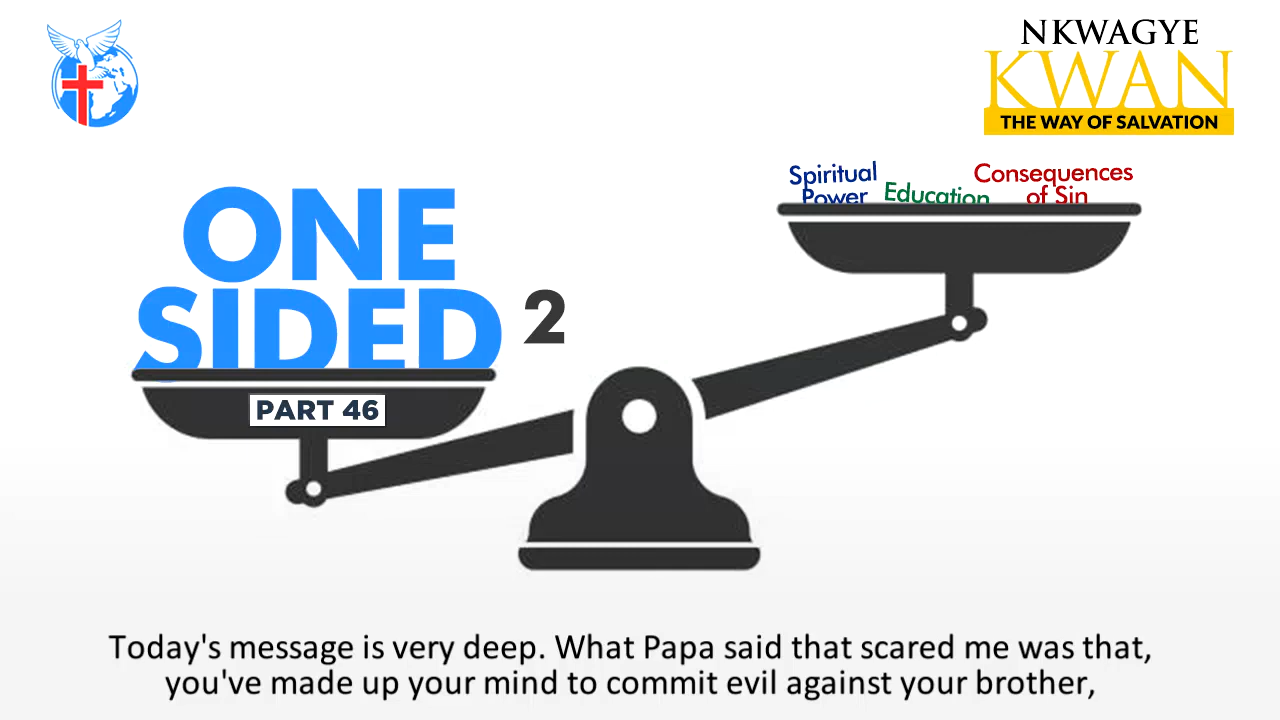 NKWAGYE
KWAN
THE WAY OF SALVATION
Spiritual
Power
Education
Consequences
of Sin
ONE
SIDED 2
PART 46
Today's message is very deep. What Papa said that scared me was that,
you've made up your mind to commit evil against your brother,